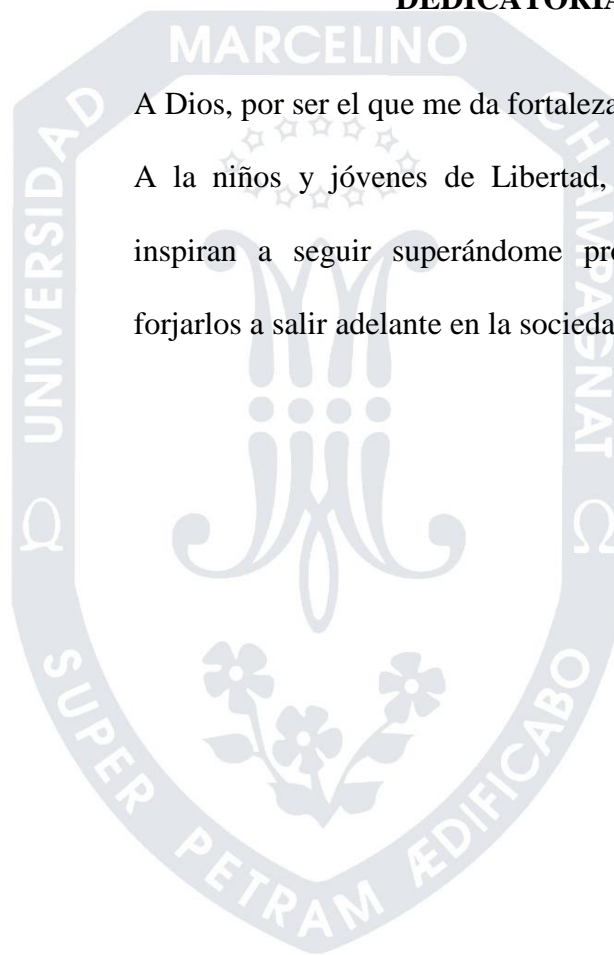 DEDICATORIA
A Dios, por ser el que me da fortaleza
A la niños y jóvenes de Libertad,
inspiran a seguir superándome
forjarlos a salir adelante en la
UNIVERSIDAD
MARCELINO
CHAMPAGNAT
Ω Ω
SUPER PETRAM ÆDIFICABO